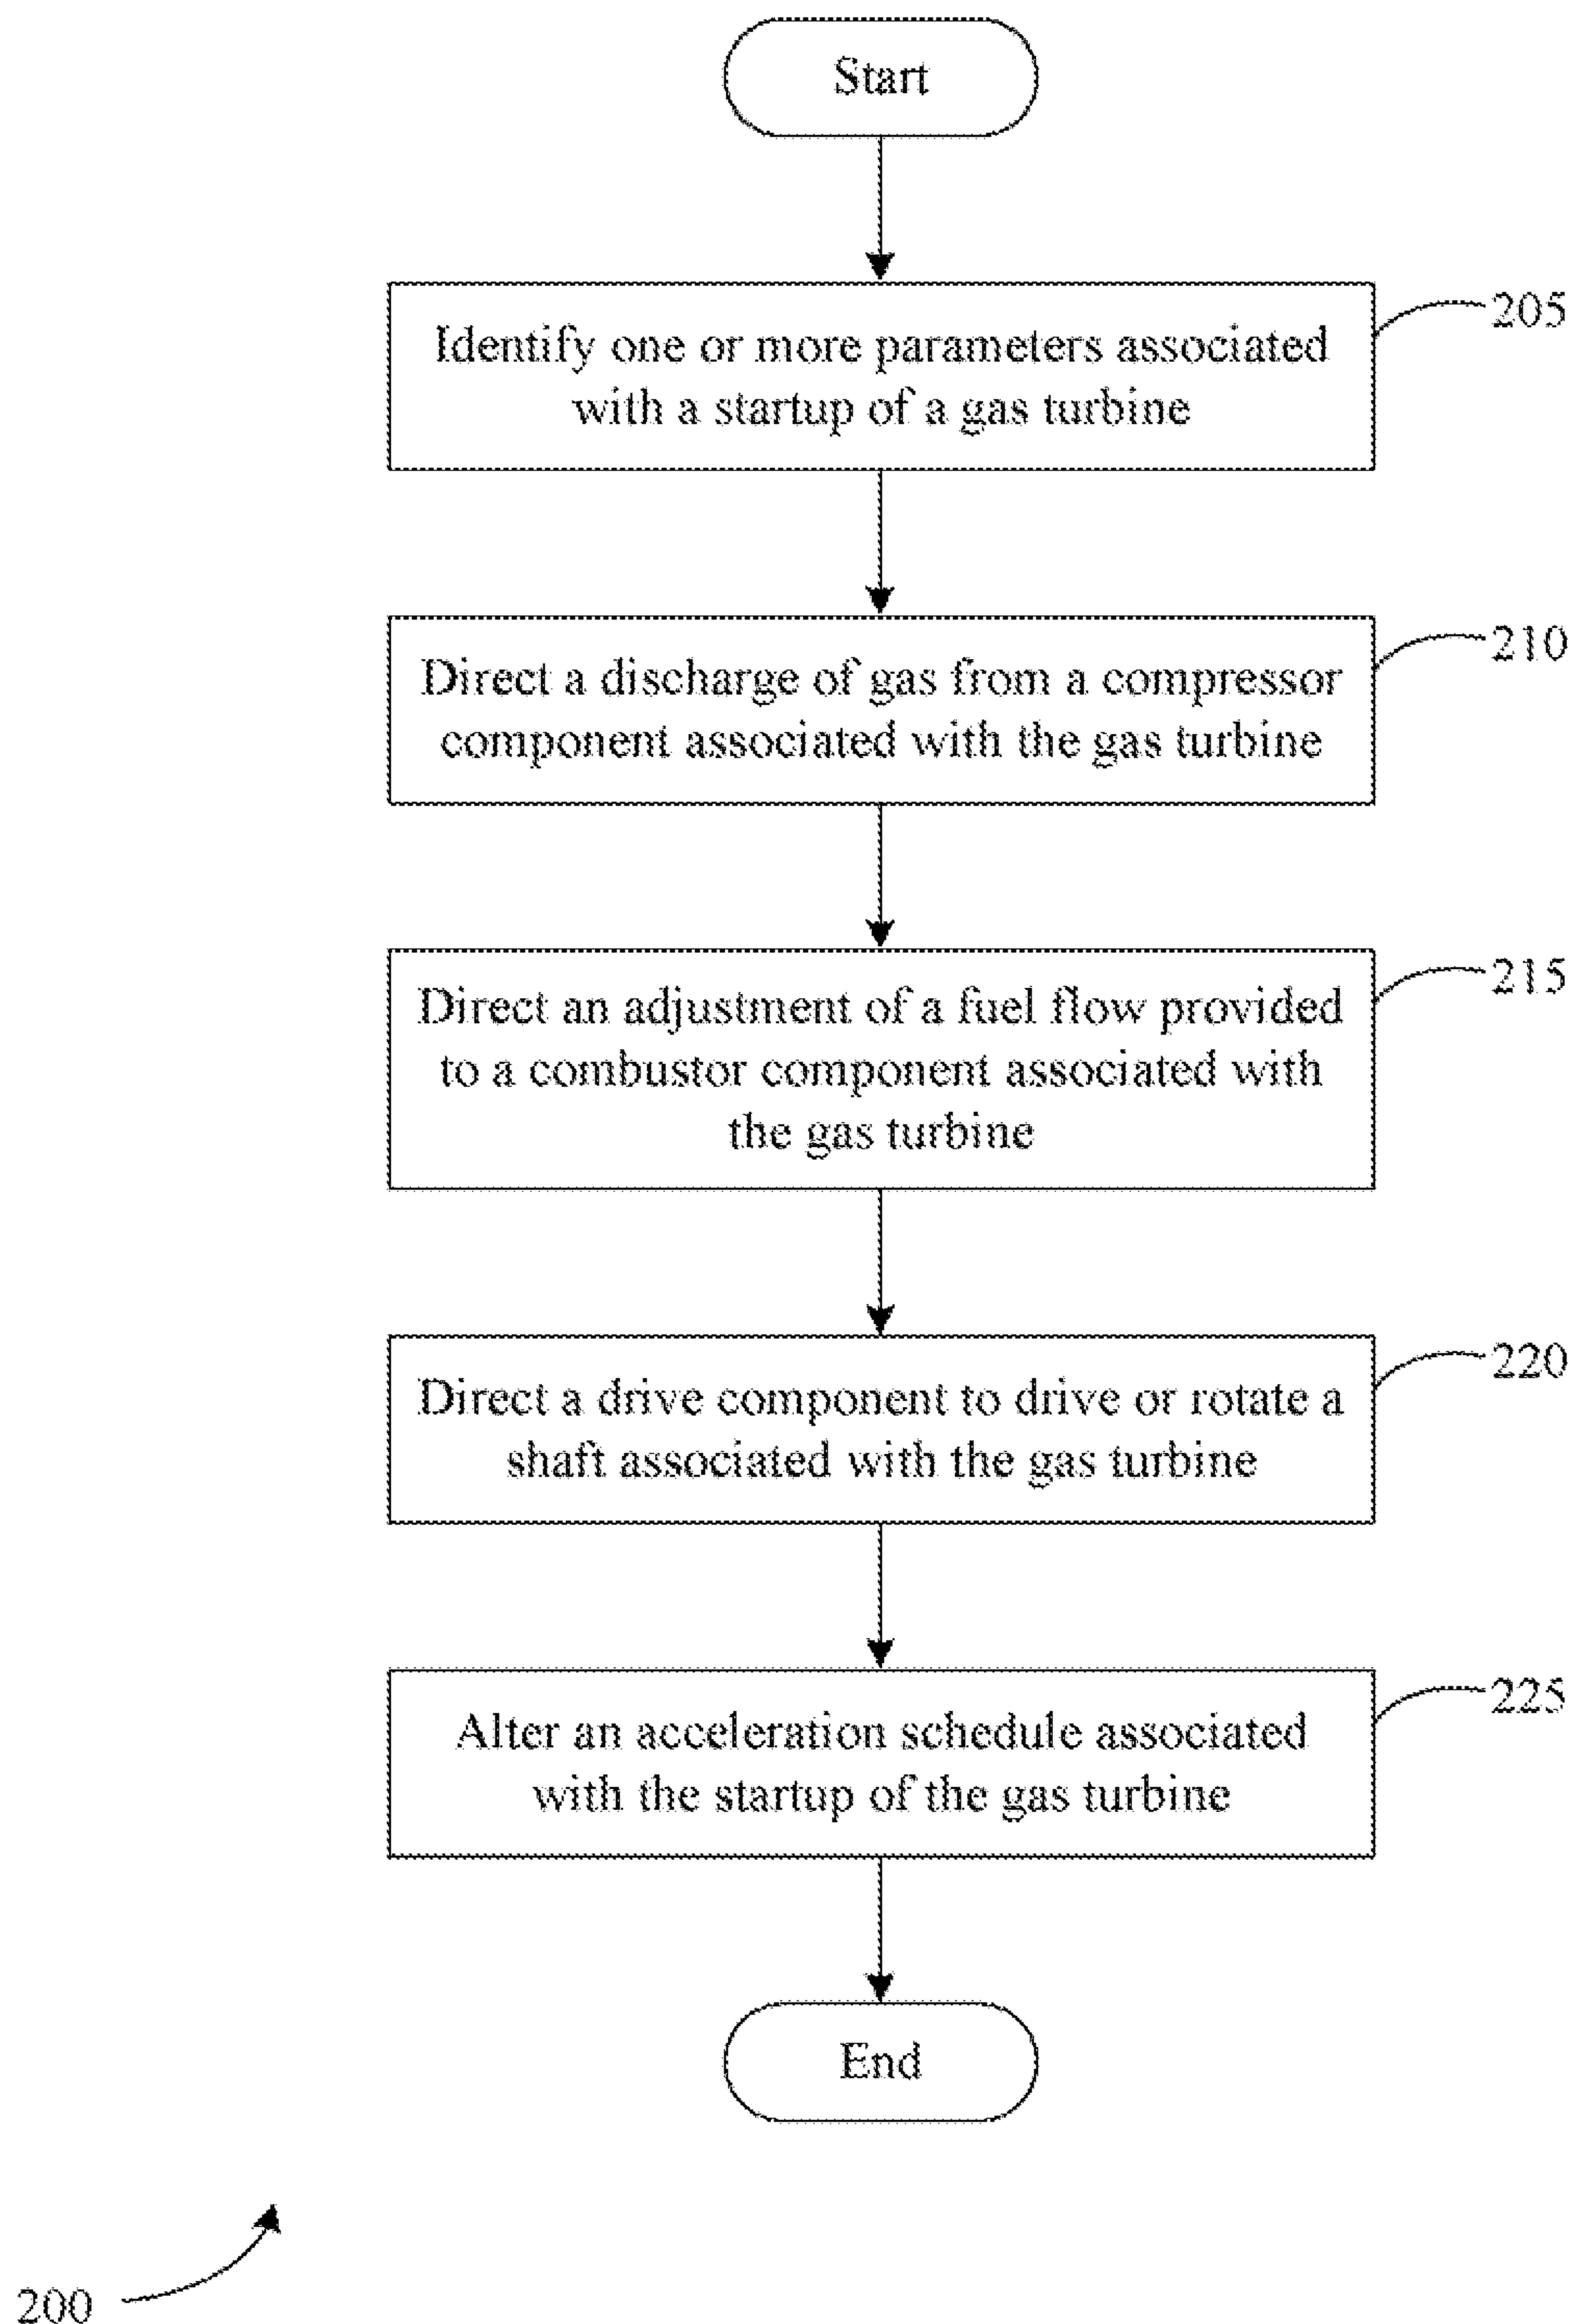 Start
Identify one or more parameters associated
with a startup of a gas turbine
205
Direct a discharge of gas from a compressor
component associated with the gas turbine
210
Direct an adjustment of a fuel flow provided
to a combustor component associated with
the gas turbine
215
Direct a drive component to drive or rotate a
shaft associated with the gas turbine
220
Alter an acceleration schedule associated
with the startup of the gas turbine
225
End
200